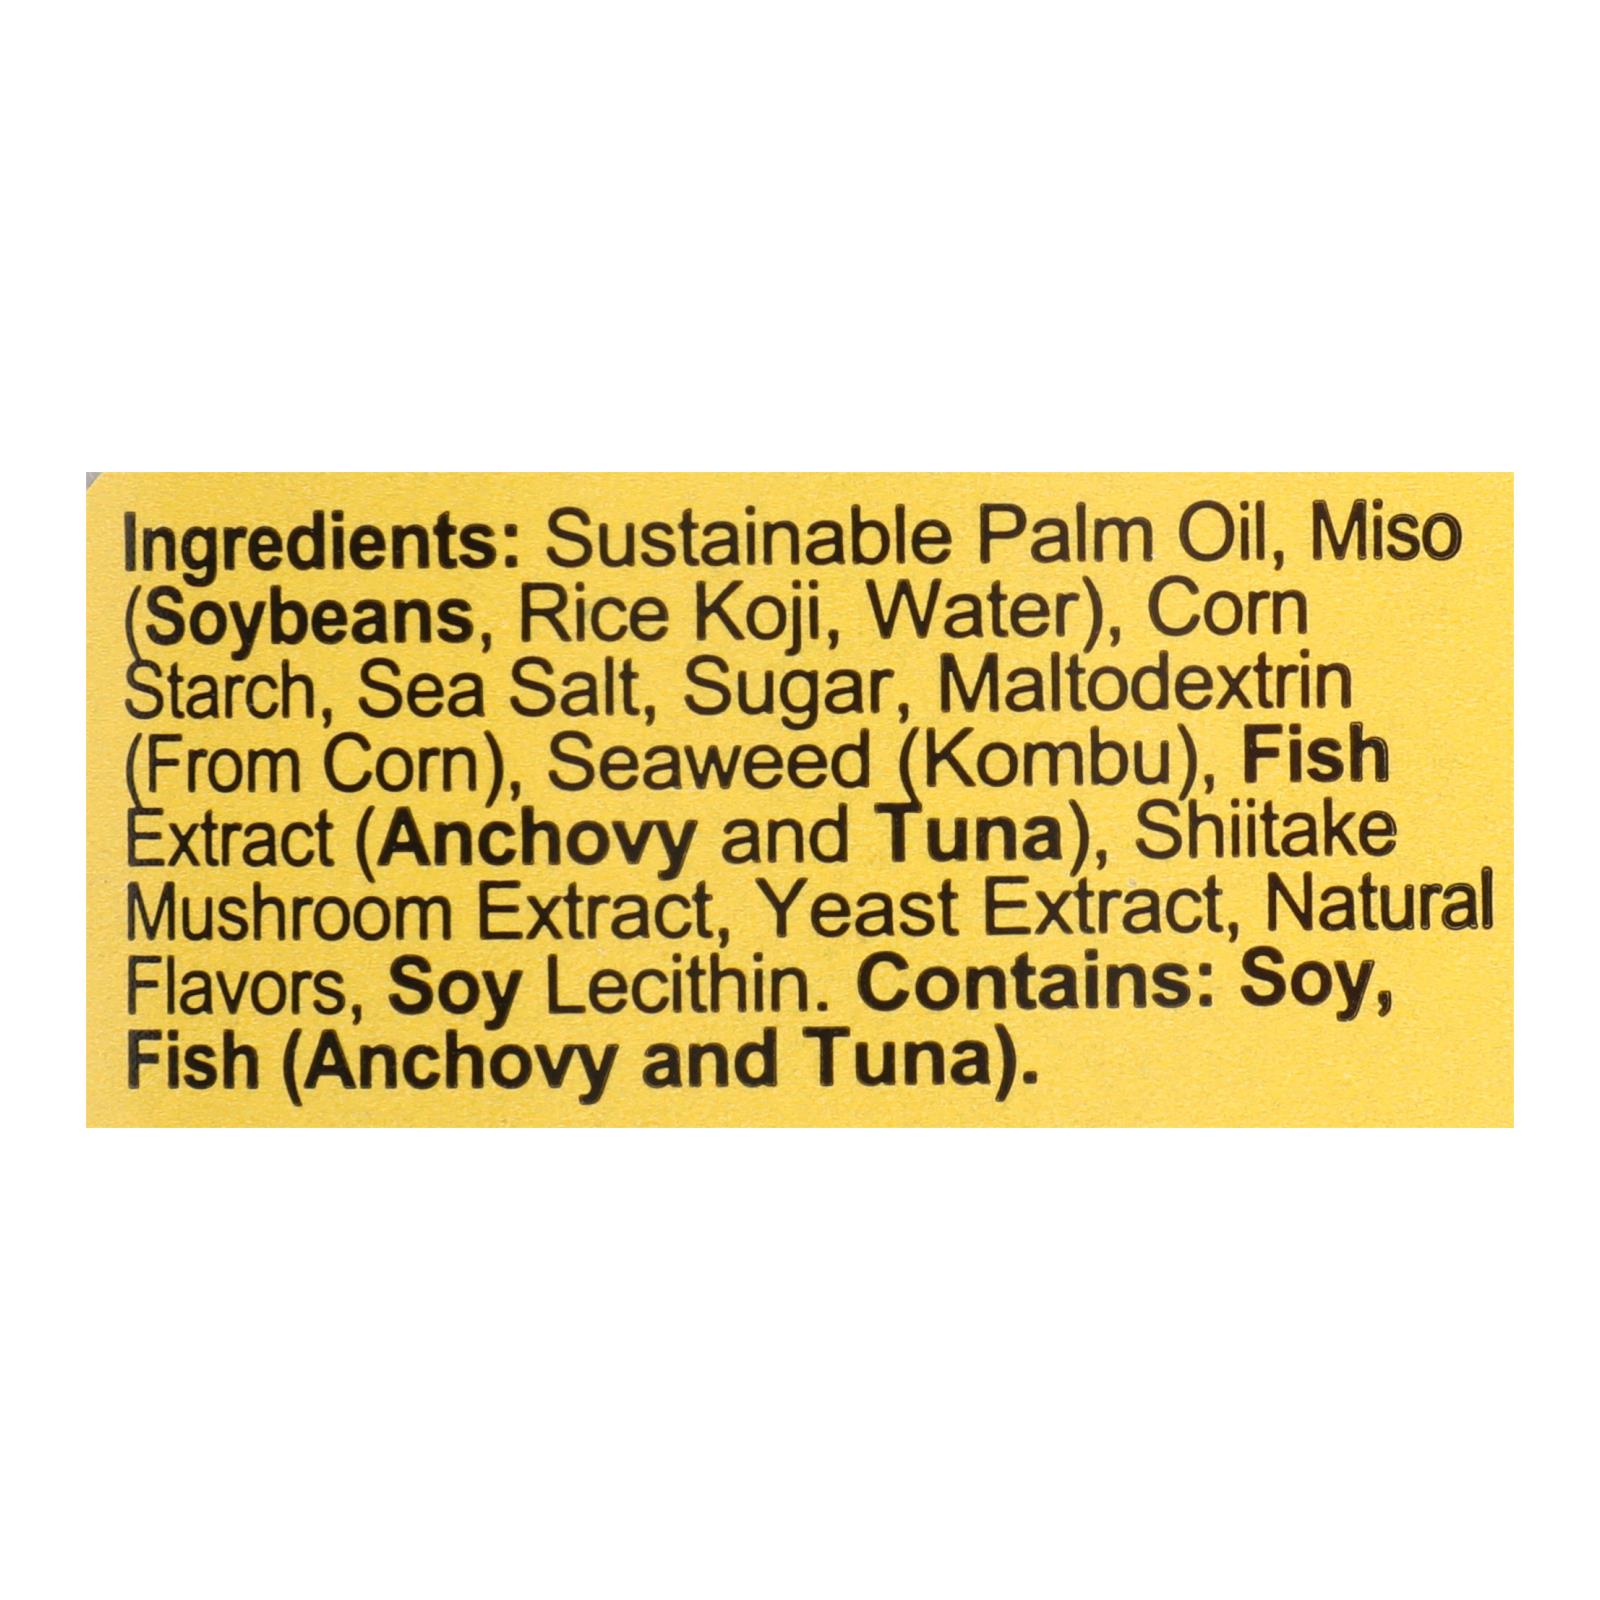 Ingredients: Sustainable Palm Oil, Miso
(Soybeans, Rice Koji, Water), Corn
Starch, Sea Salt, Sugar, Maltodextrin
(From Corn), Seaweed (Kombu), Fish
Extract (Anchovy and Tuna), Shiitake
Mushroom Extract, Yeast Extract, Natural
Flavors, Soy Lecithin. Contains: Soy,
Fish (Anchovy and Tuna).